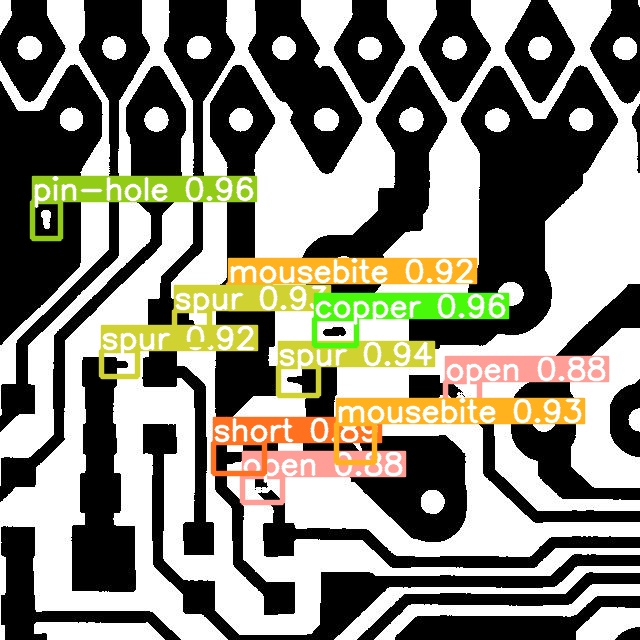 pin-hole 0.96
mousebite 0.92
spur 0.93
copper 0.96
spur 0.92
spur 0.94
open 0.88
mousebite 0.93
short 0.89
open 0.88